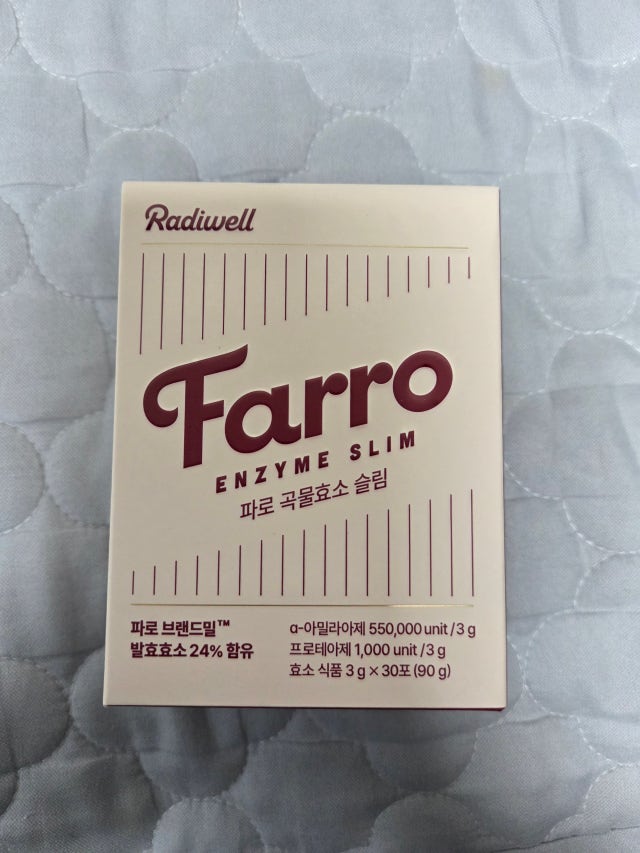 Radiwell
Farro
ENZYME SLIM
파로 곡물효소 슬림
파로 브랜드밀™
발효효소 24% 함유
α-아밀라아제 550,000 unit/3 g
프로테아제 1,000 unit/3 g
효소 식품 3 g × 30포 (90 g)